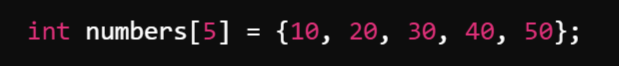 int numbers[5] = {10, 20, 30, 40, 50};